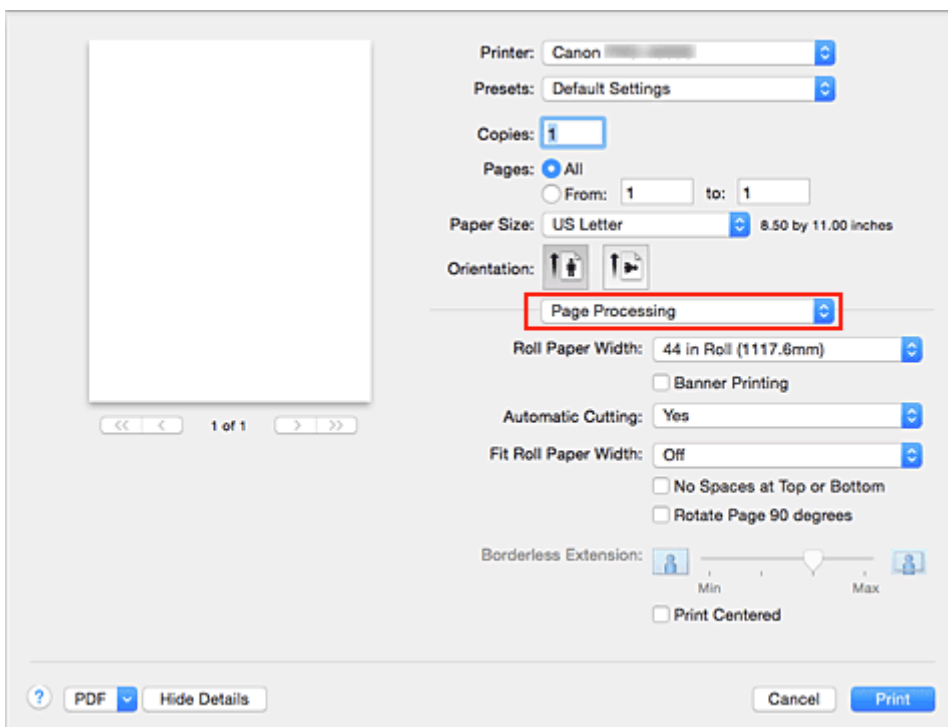 Printer: Canon
Presets: Default Settings
Copies: 1
Pages: All
From: 1 to: 1
Paper Size: US Letter 8.50 by 11.00 inches
Orientation:
Page Processing
Roll Paper Width: 44 in Roll (1117.6mm)
Banner Printing
<< < 1 of 1 > >>
Automatic Cutting: Yes
Fit Roll Paper Width: Off
No Spaces at Top or Bottom
Rotate Page 90 degrees
Borderless Extension:
Min Max
Print Centered
? PDF Hide Details Cancel Print